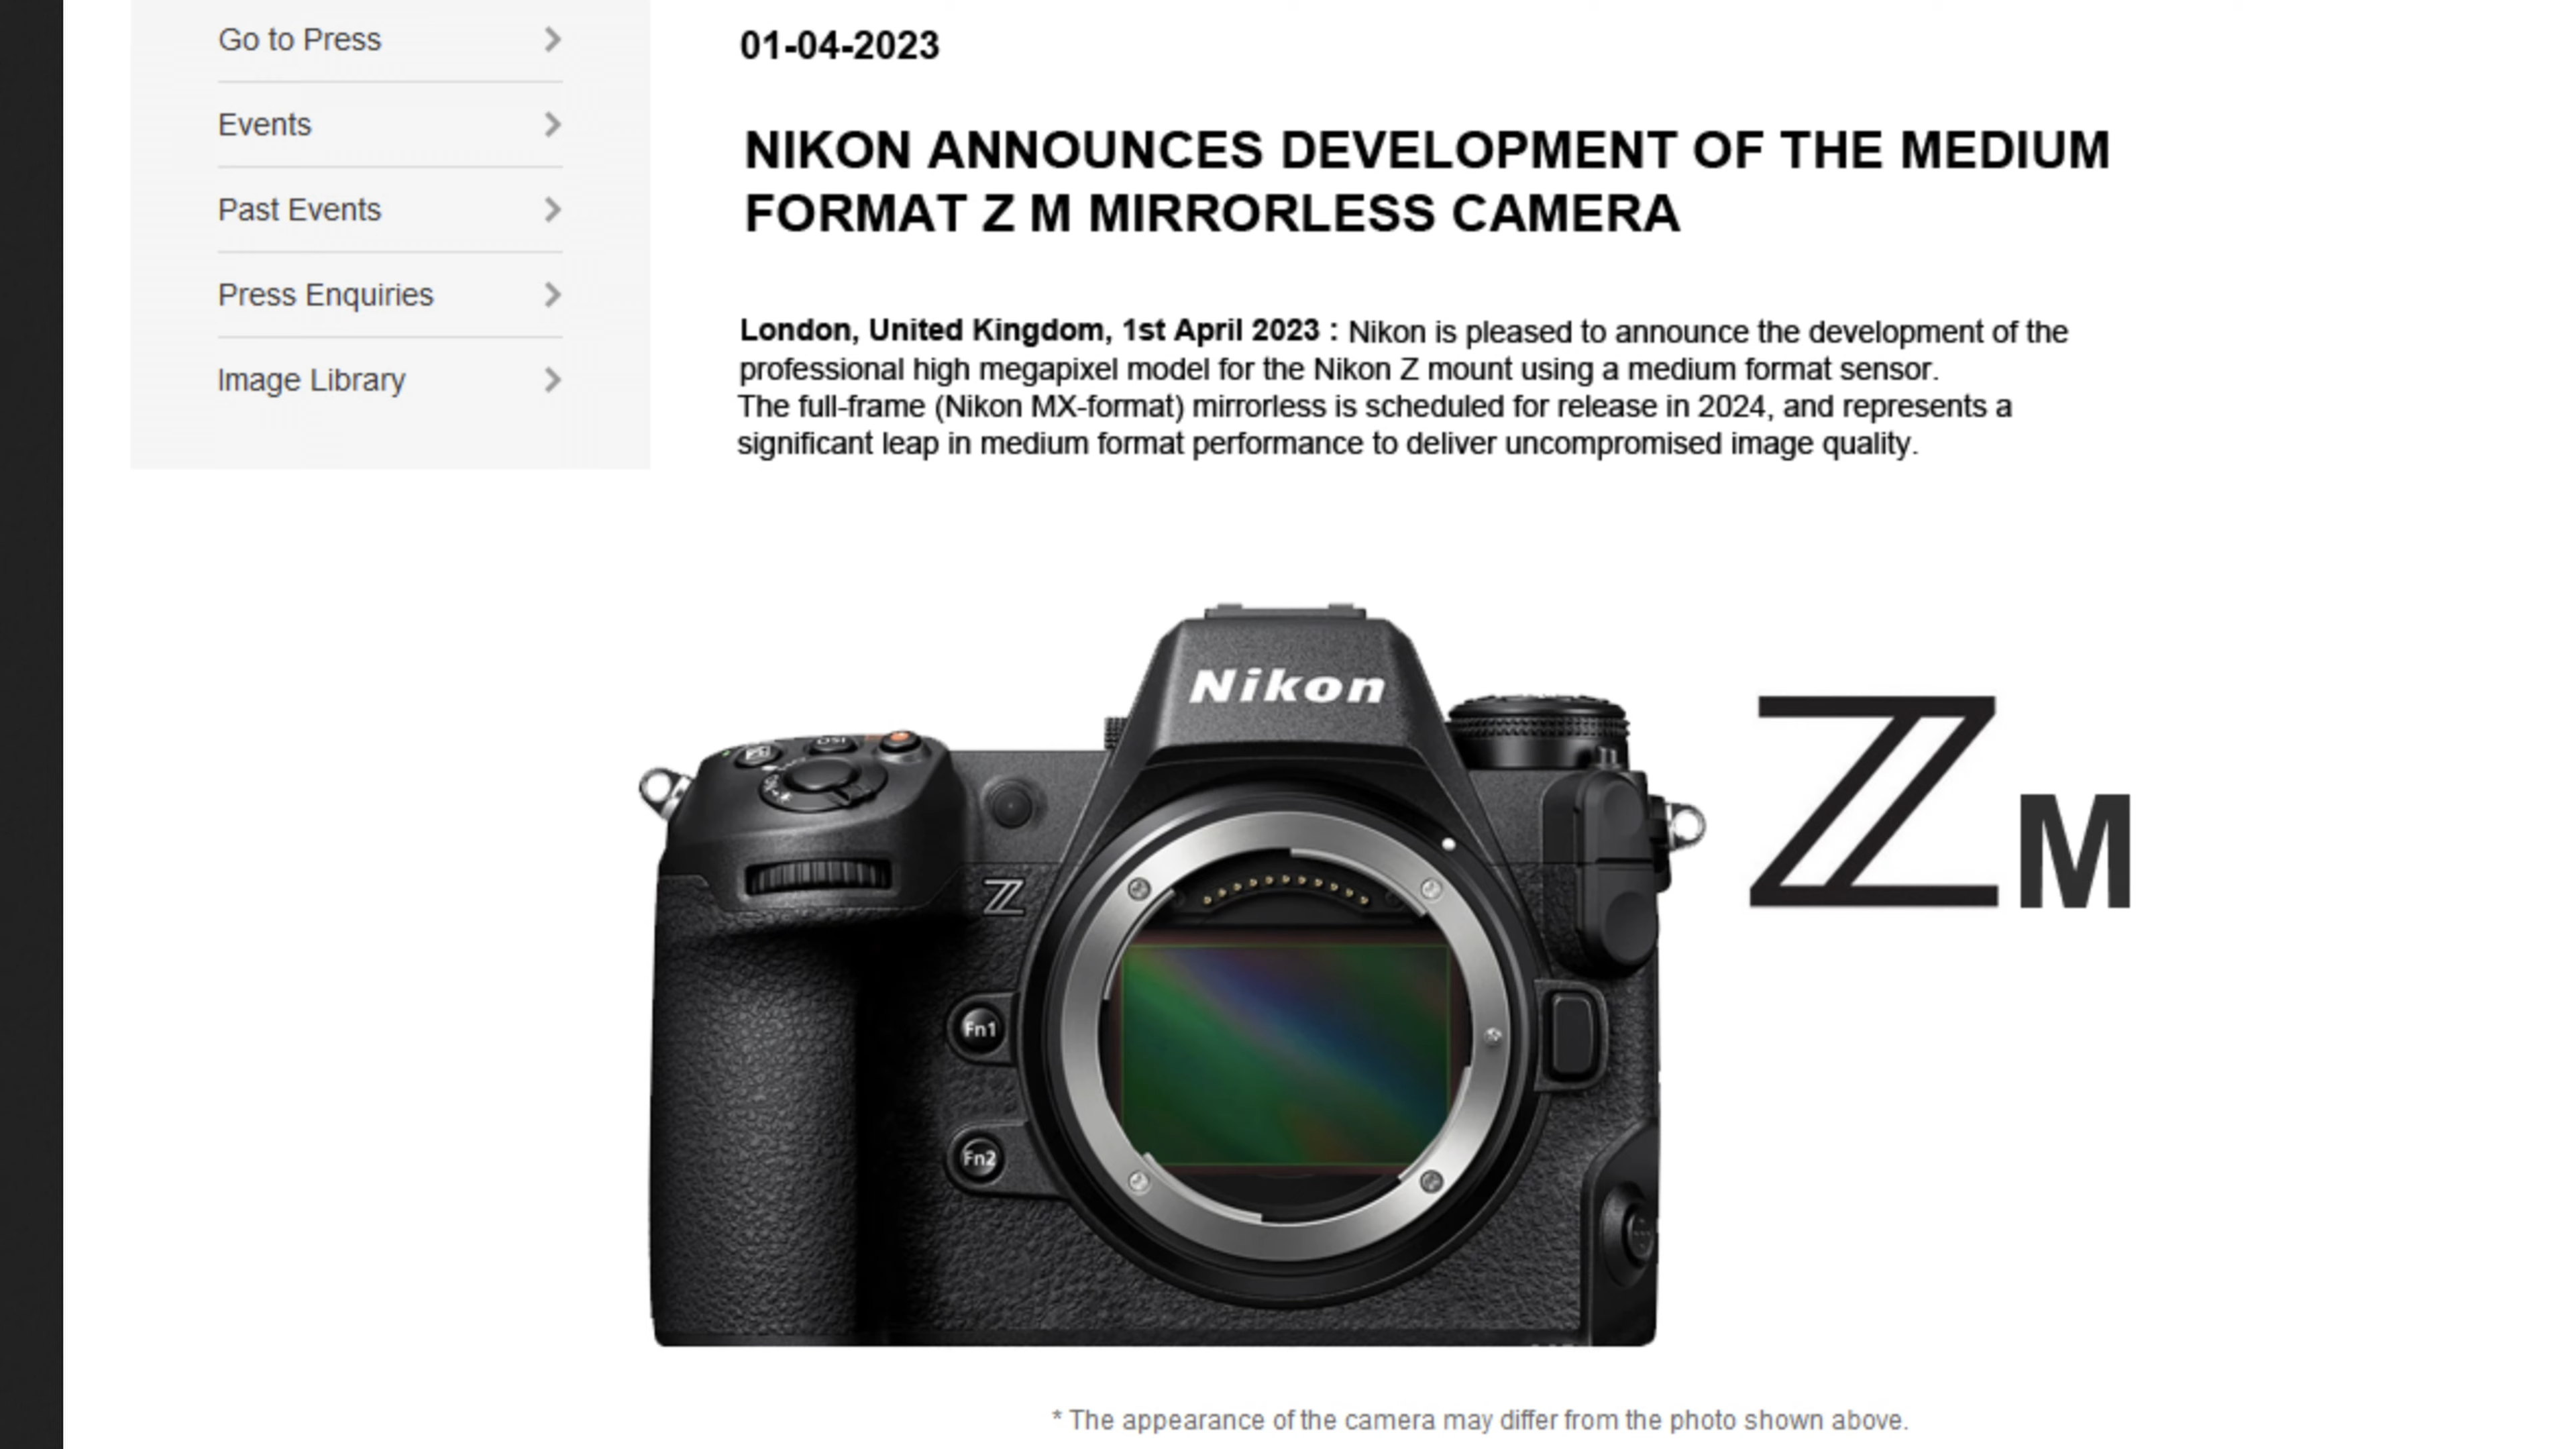 Go to Press
Events
Past Events
Press Enquiries
Image Library
01-04-2023
NIKON ANNOUNCES DEVELOPMENT OF THE MEDIUM
FORMAT Z M MIRRORLESS CAMERA
London, United Kingdom, 1st April 2023 : Nikon is pleased to announce the development of the
professional high megapixel model for the Nikon Z mount using a medium format sensor.
The full-frame (Nikon MX-format) mirrorless is scheduled for release in 2024, and represents a
significant leap in medium format performance to deliver uncompromised image quality.
Nikon
ISO
Z
Fn1
Fn2
Z M
* The appearance of the camera may differ from the photo shown above.